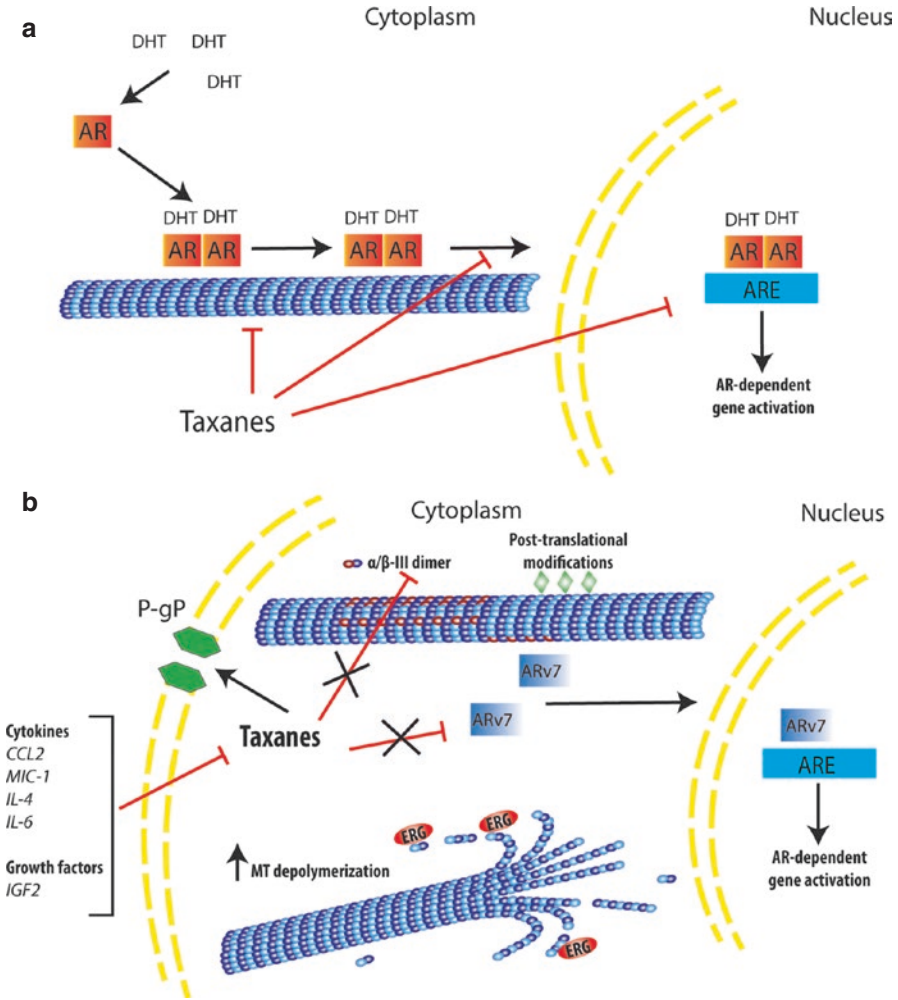 a
Cytoplasm
Nucleus
DHT DHT
DHT
AR
DHT DHT
AR AR
DHT DHT
AR AR
DHT DHT
AR AR
ARE
AR-dependent
gene activation
Taxanes
b
Cytoplasm
Nucleus
α/β-III dimer
Post-translational
modifications
P-gP
ARv7
ARv7
Taxanes
Cytokines
CCL2
MIC-1
IL-4
IL-6
Growth factors
IGF2
ARv7
ARE
AR-dependent
gene activation
ERG
ERG
MT depolymerization
ERG